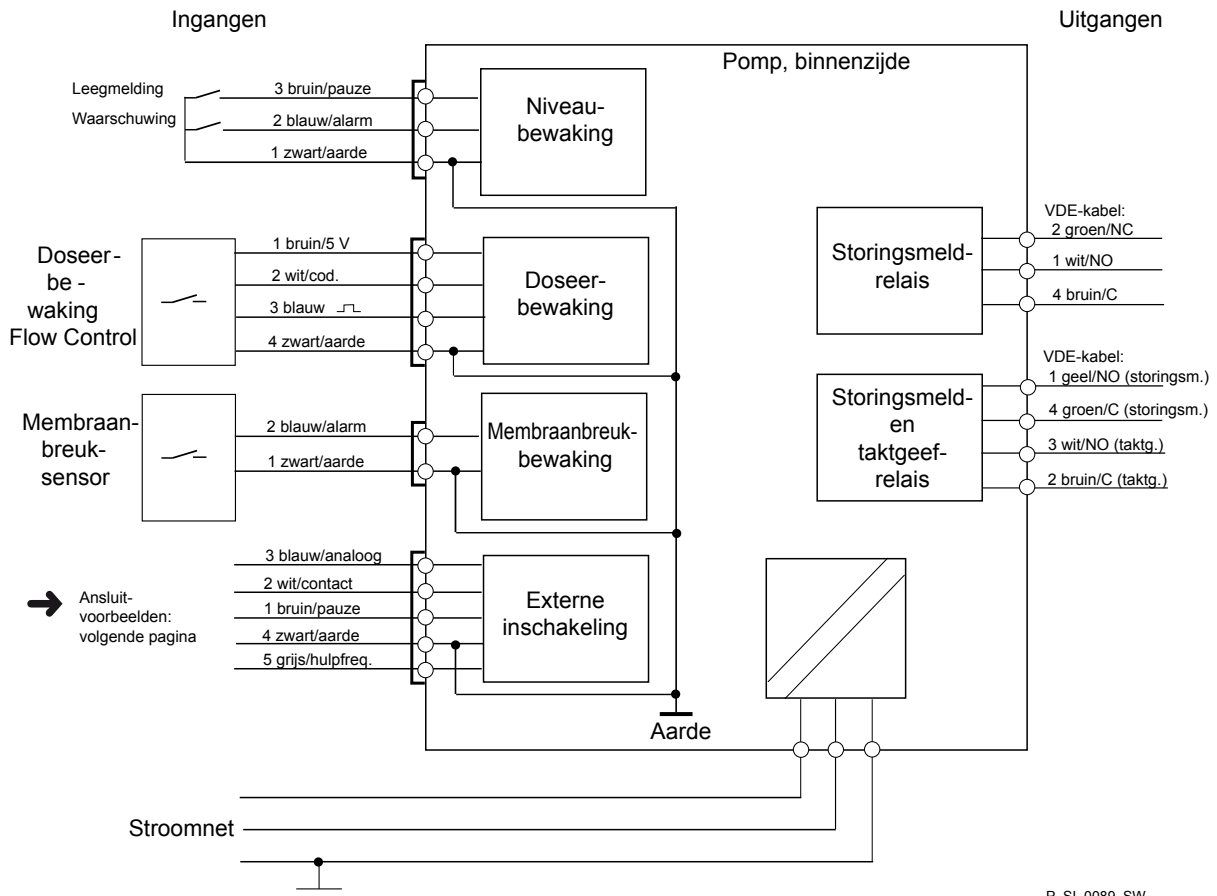 Ingangen
Uitgangen
Pomp, binnenzijde
Leegmelding
Waarschuwing
3 bruin/pauze
2 blauw/alarm
1 zwart/aarde
Niveau-
bewaking
Doseer-
be -
waking
Flow Control
1 bruin/5 V
2 wit/cod.
3 blauw
4 zwart/aarde
Doseer-
bewaking
Membraan-
breuk-
sensor
2 blauw/alarm
1 zwart/aarde
Membraanbreuk-
bewaking
Ansluit-
voorbeelden:
volgende pagina
3 blauw/analoog
2 wit/contact
1 bruin/pauze
4 zwart/aarde
5 grijs/hulpfreq.
Externe
inschakeling
Aarde
Storingsmeld-
relais
VDE-kabel:
2 groen/NC
1 wit/NO
4 bruin/C
Storingsmeld-
en
taktgeef-
relais
VDE-kabel:
1 geel/NO (storingsm.)
4 groen/C (storingsm.)
3 wit/NO (taktg.)
2 bruin/C (taktg.)
Stroomnet
P_SI_0089_SW